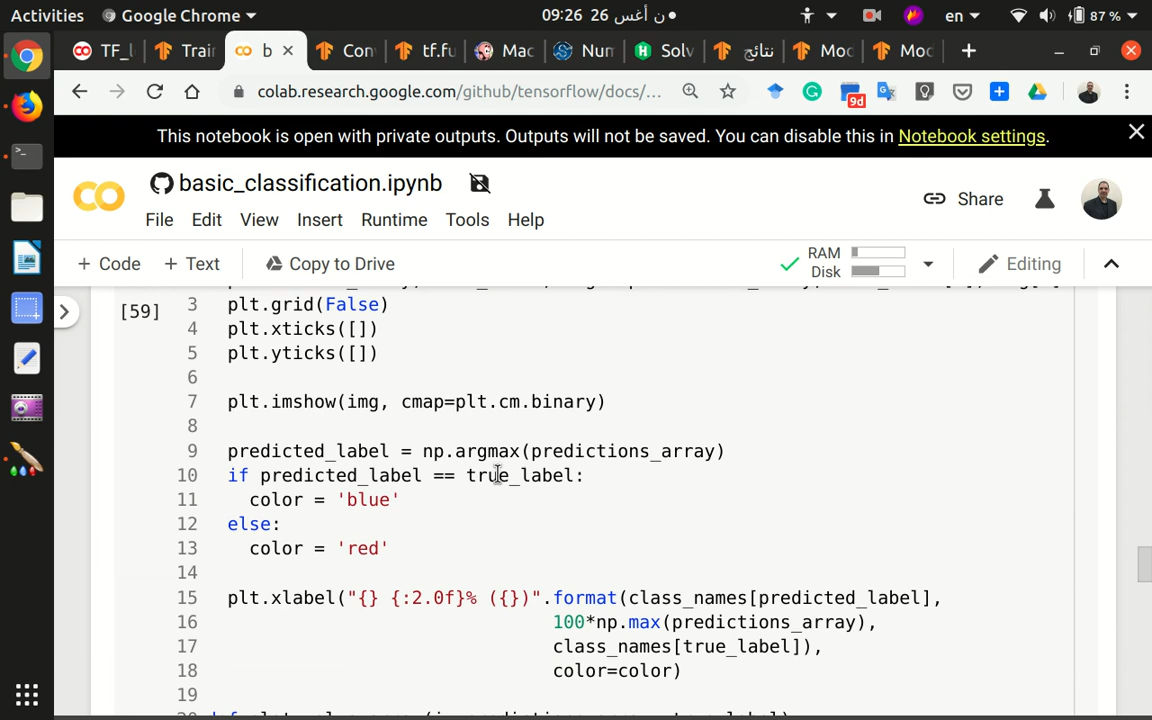 Activities Google Chrome 09:26 26 ن أغس en 87 %
TF_L Trai b Con tf.fu Mac Nun Solv نتائج Moc Moc
colab.research.google.com/github/tensorflow/docs/... 9d
This notebook is open with private outputs. Outputs will not be saved. You can disable this in Notebook settings.
basic_classification.ipynb
Share
File Edit View Insert Runtime Tools Help
+ Code + Text Copy to Drive RAM Disk Editing
[59] 3 plt.grid(False)
4 plt.xticks([])
5 plt.yticks([])
6
7 plt.imshow(img, cmap=plt.cm.binary)
8
9 predicted_label = np.argmax(predictions_array)
10 if predicted_label == true_label:
11 color = 'blue'
12 else:
13 color = 'red'
14
15 plt.xlabel("{} {:2.0f}% ({})".format(class_names[predicted_label],
16 100*np.max(predictions_array),
17 class_names[true_label]),
18 color=color)
19